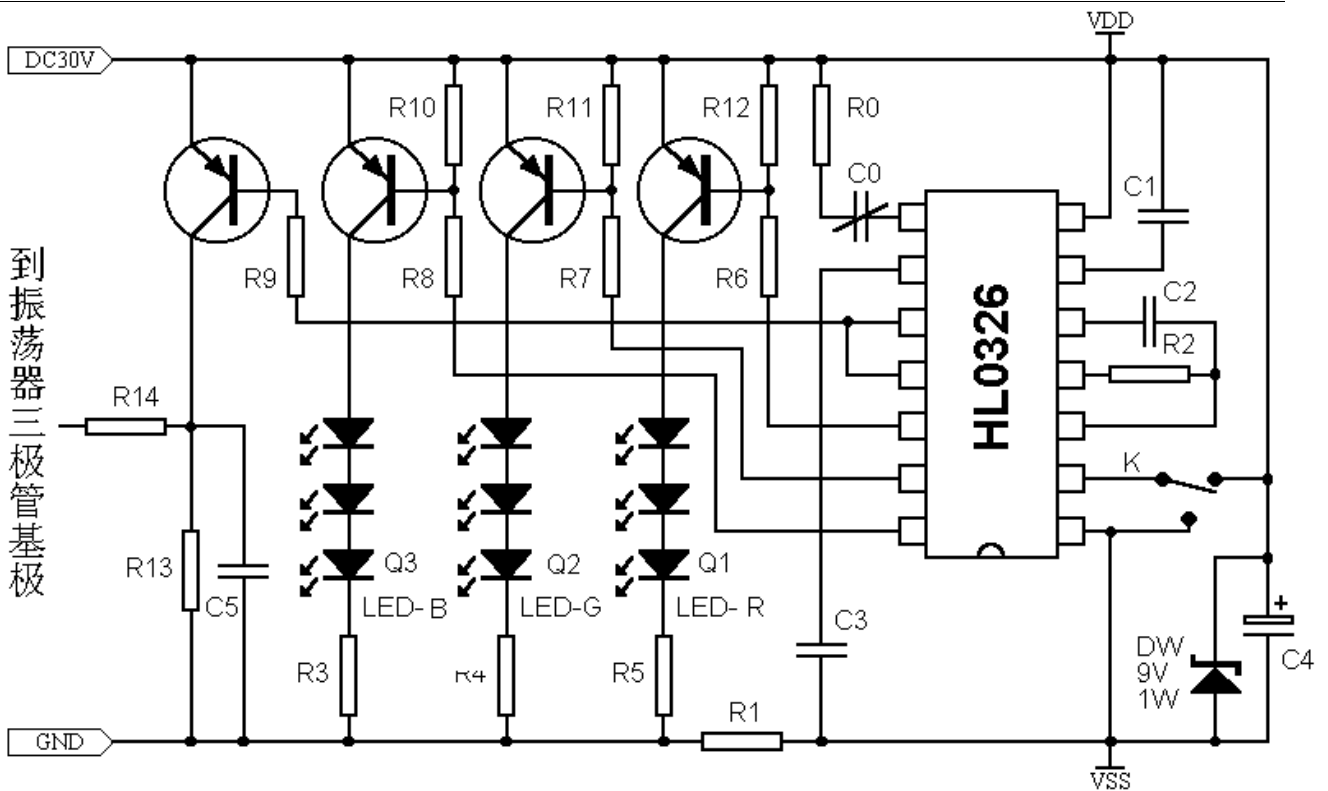 VDD
DC30V
R10
R11
R12
R0
C0
C1
R9
R8
R7
R6
C2
R2
HL0326
到振荡器三极管基极
R14
K
R13
C5
Q3
LED-B
Q2
LED-G
Q1
LED-R
R3
R4
R5
C3
DW
9V
1W
+
C4
R1
GND
VSS